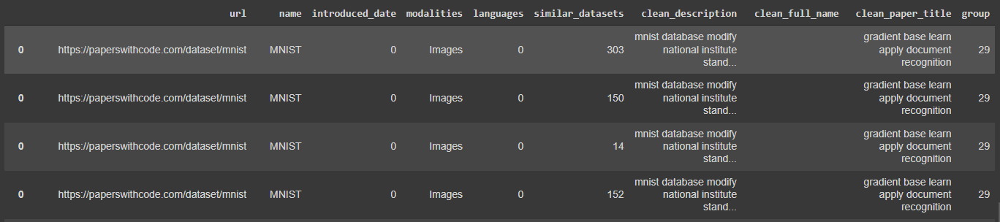 url name introduced_date modalities languages similar_datasets clean_description clean_full_name clean_paper_title group
mnist database modify gradient base learn
0 https://paperswithcode.com/dataset/mnist MNIST 0 Images 0 303 national institute apply document 29
stand... recognition
mnist database modify gradient base learn
0 https://paperswithcode.com/dataset/mnist MNIST 0 Images 0 150 national institute apply document 29
stand... recognition
mnist database modify gradient base learn
0 https://paperswithcode.com/dataset/mnist MNIST 0 Images 0 14 national institute apply document 29
stand... recognition
mnist database modify gradient base learn
0 https://paperswithcode.com/dataset/mnist MNIST 0 Images 0 152 national institute apply document 29
stand... recognition